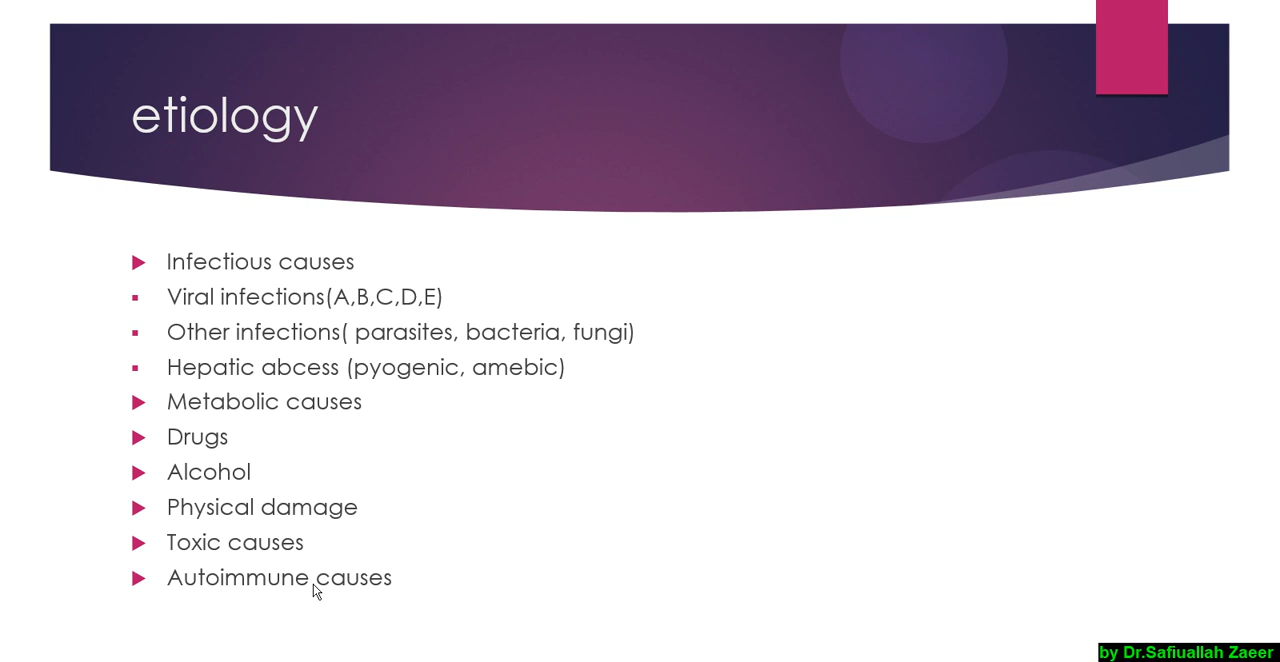 etiology
Infectious causes
Viral infections(A,B,C,D,E)
Other infections( parasites, bacteria, fungi)
Hepatic abcess (pyogenic, amebic)
Metabolic causes
Drugs
Alcohol
Physical damage
Toxic causes
Autoimmune causes
by Dr.Safiuallah Zaeer